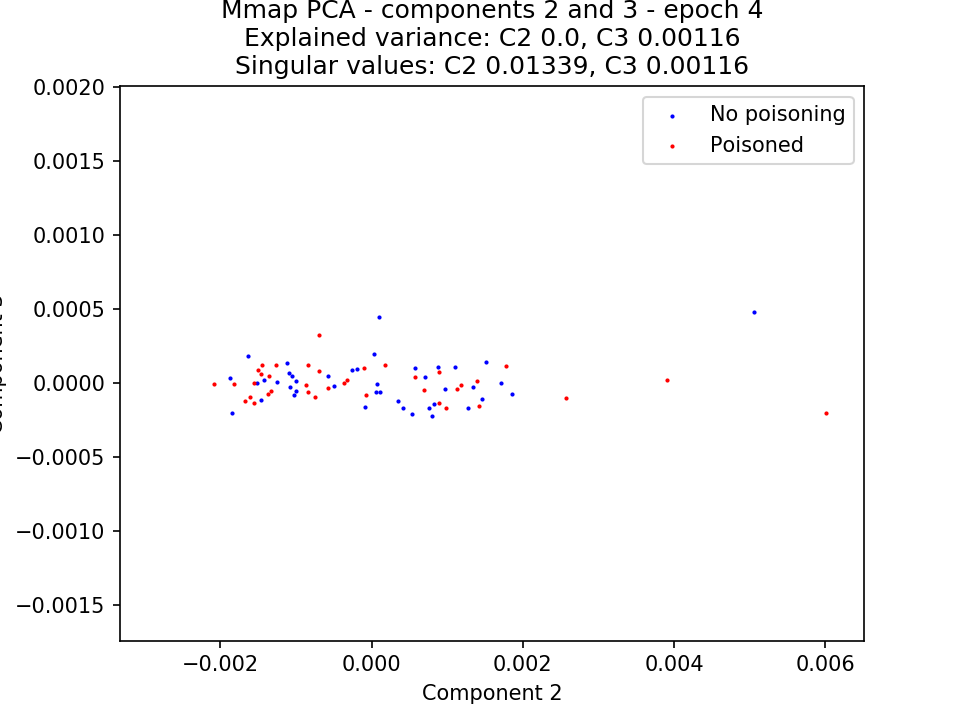 Mmap PCA - components 2 and 3 - epoch 4
Explained variance: C2 0.0, C3 0.00116
Singular values: C2 0.01339, C3 0.00116
No poisoning
Poisoned
0.0020
0.0015
0.0010
0.0005
0.0000
−0.0005
−0.0010
−0.0015
−0.002
0.000
0.002
0.004
0.006
Component 2